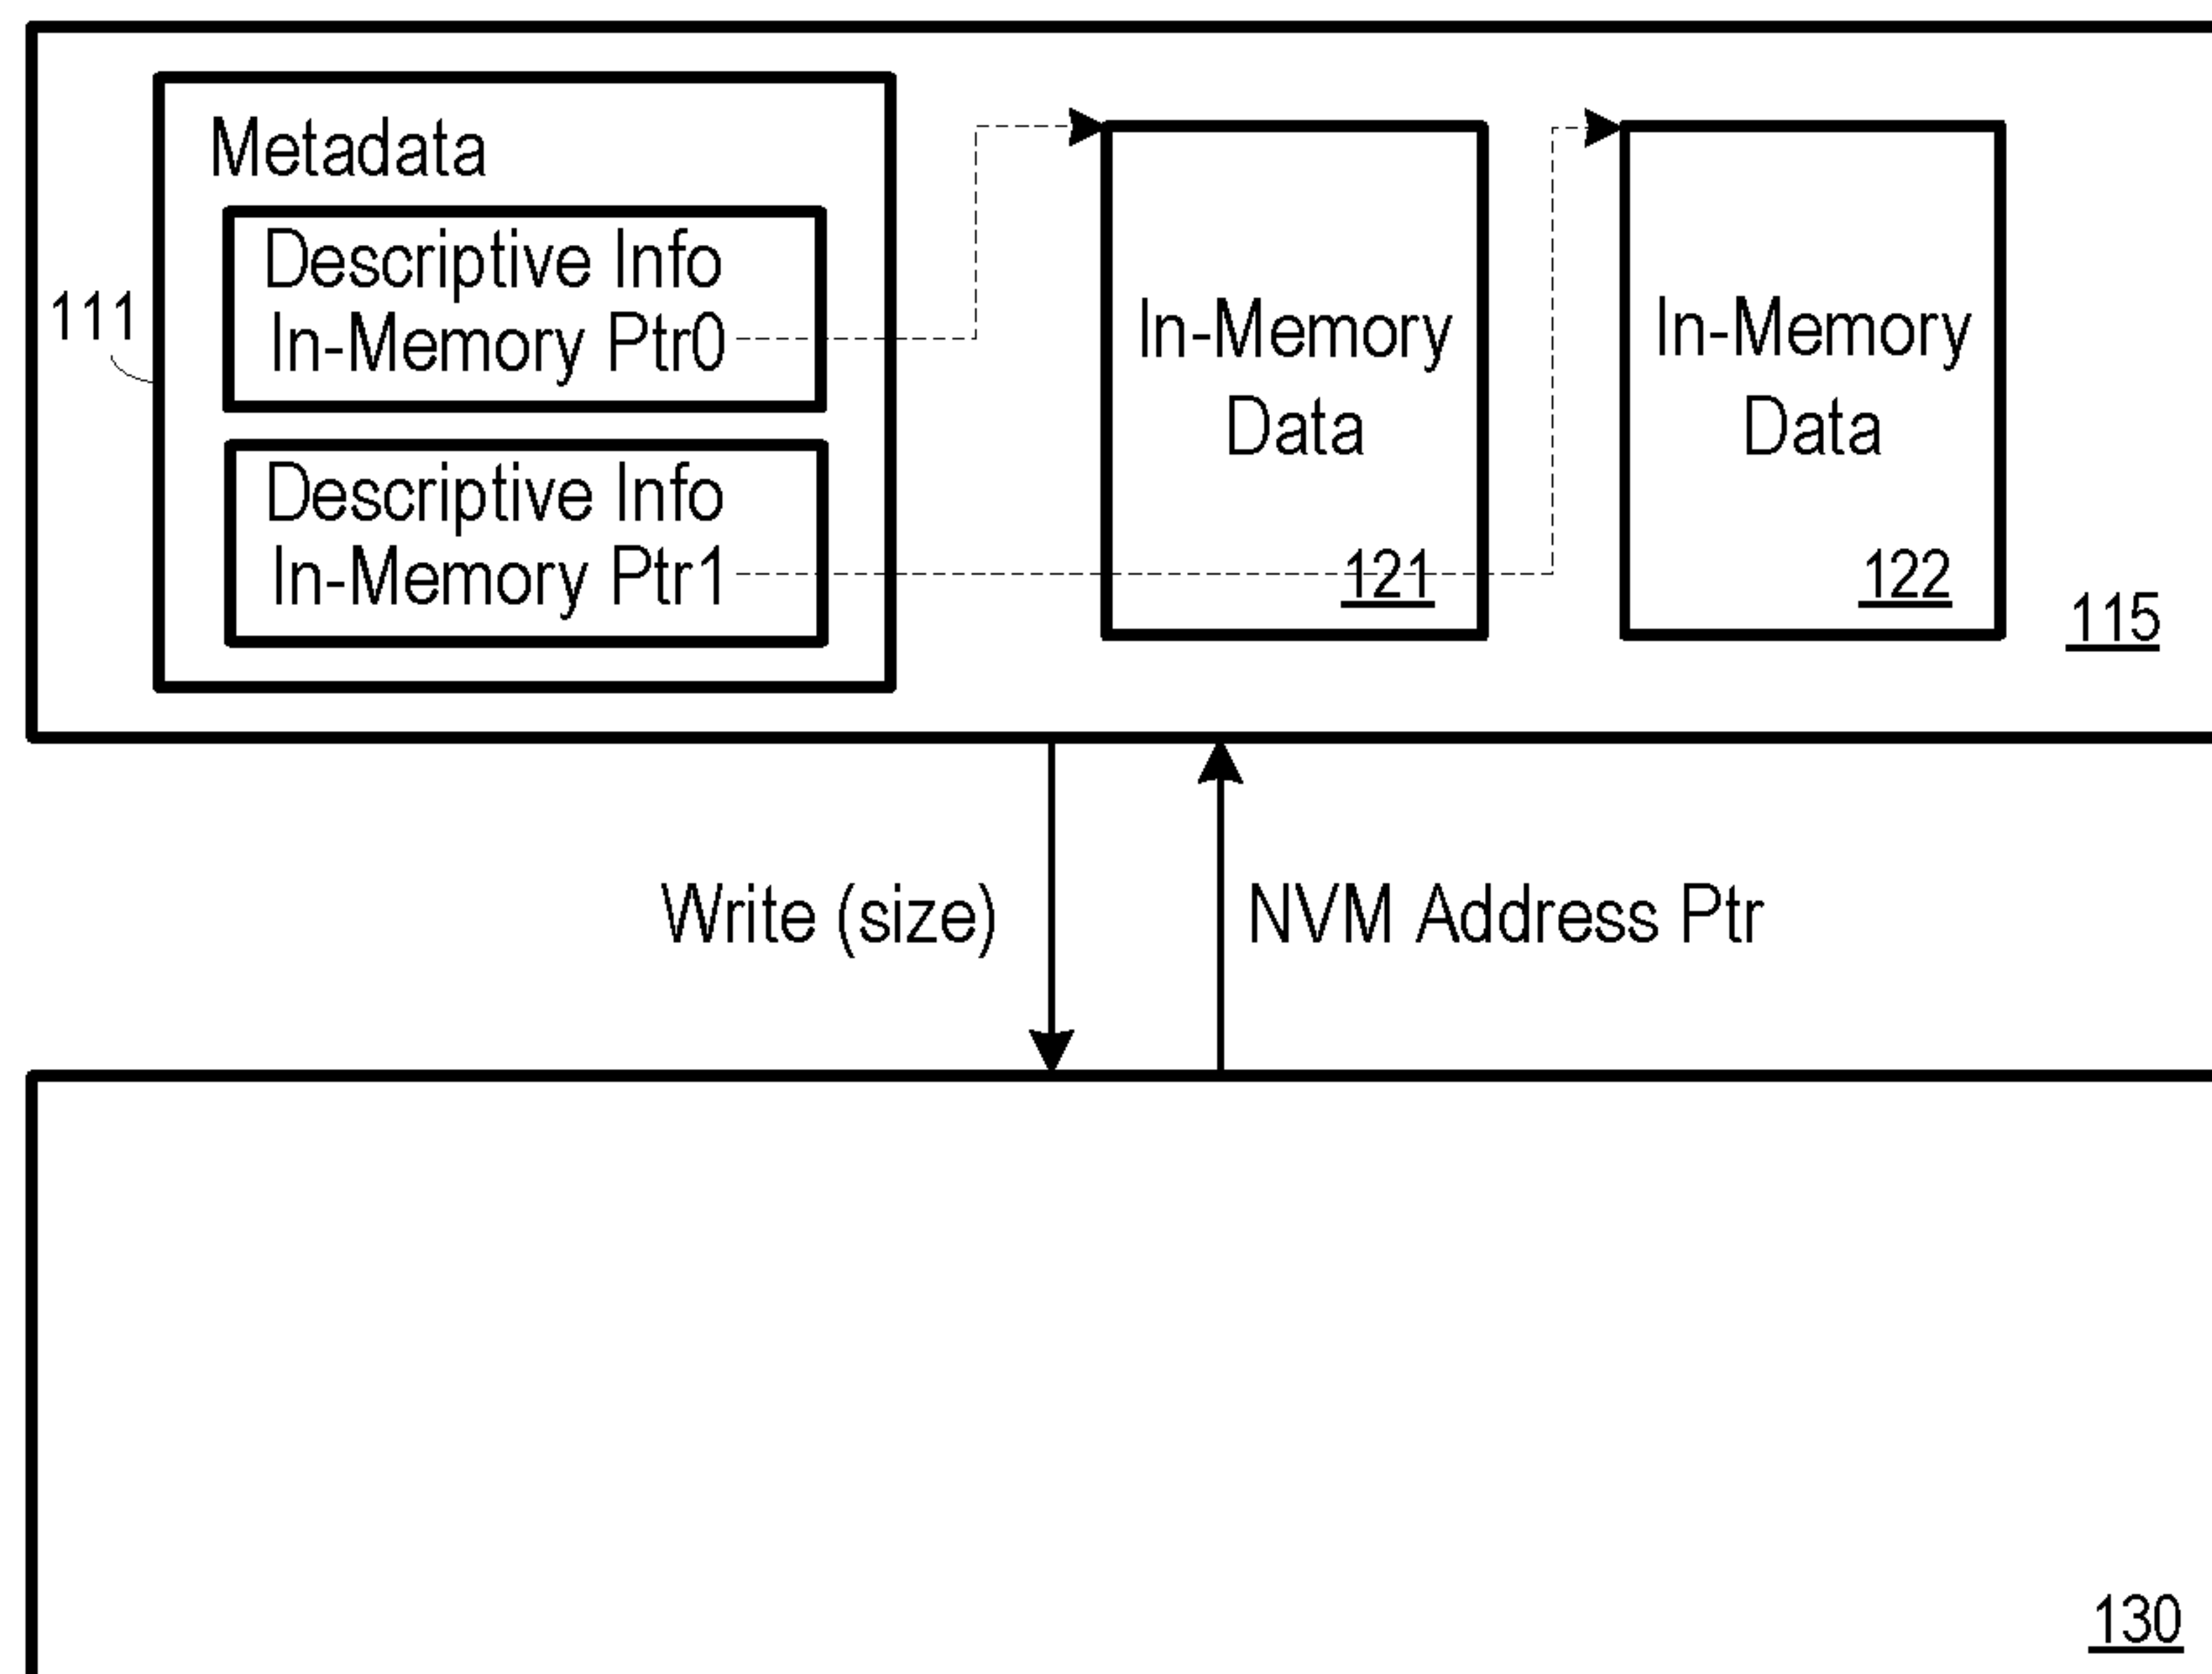 Metadata
Descriptive Info
In-Memory Ptr0
111
Descriptive Info
In-Memory Ptr1
In-Memory
Data
121
In-Memory
Data
122
115
Write (size)
NVM Address Ptr
130